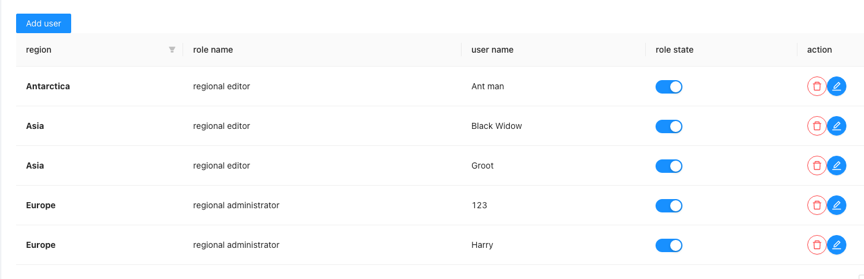 Add user
region role name user name role state action
Antarctica regional editor Ant man
Asia regional editor Black Widow
Asia regional editor Groot
Europe regional administrator 123
Europe regional administrator Harry